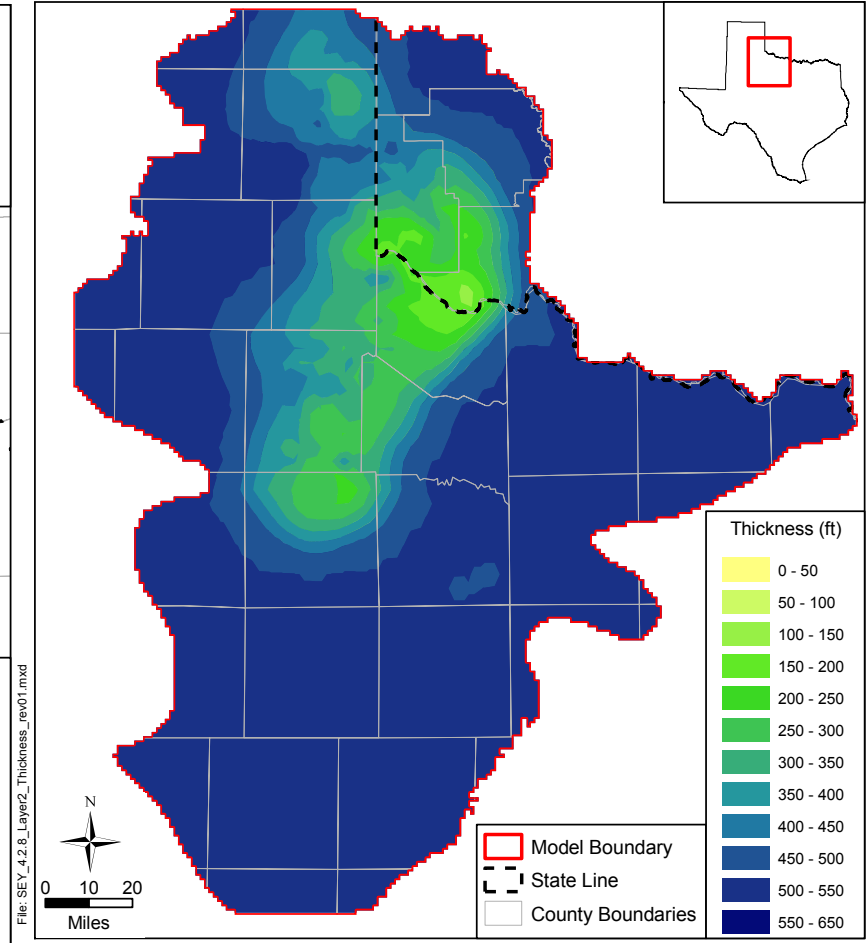 Thickness (ft)
0 - 50
50 - 100
100 - 150
150 - 200
200 - 250
250 - 300
300 - 350
350 - 400
400 - 450
450 - 500
500 - 550
550 - 650
File: SEY_4.2.8_Layer2_Thickness_rev01.mxd
N
0 10 20
Miles
Model Boundary
State Line
County Boundaries